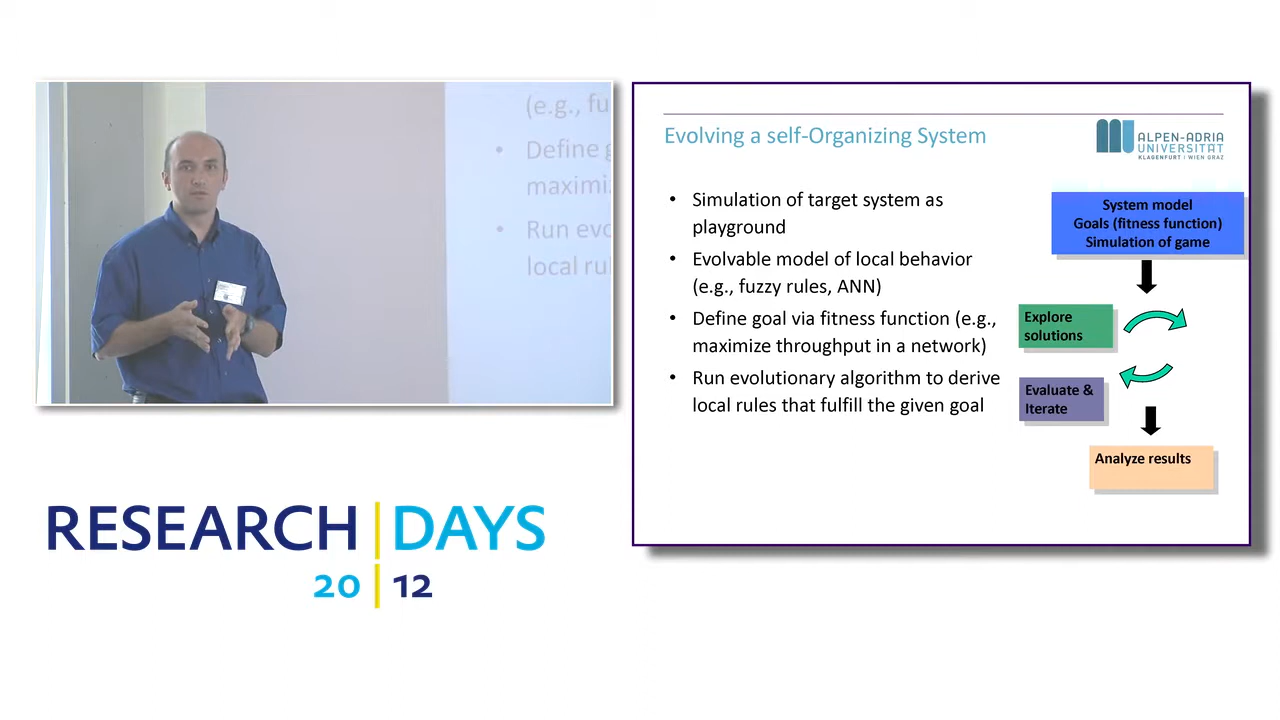 (e.g., fu
• Define g
maximi
• Run evo
local ru
RESEARCH|DAYS
20|12
Evolving a self-Organizing System
ALPEN-ADRIA
UNIVERSITÄT
KLAGENFURT | WIEN GRAZ
• Simulation of target system as
playground
• Evolvable model of local behavior
(e.g., fuzzy rules, ANN)
• Define goal via fitness function (e.g.,
maximize throughput in a network)
• Run evolutionary algorithm to derive
local rules that fulfill the given goal
System model
Goals (fitness function)
Simulation of game
Explore
solutions
Evaluate &
Iterate
Analyze results